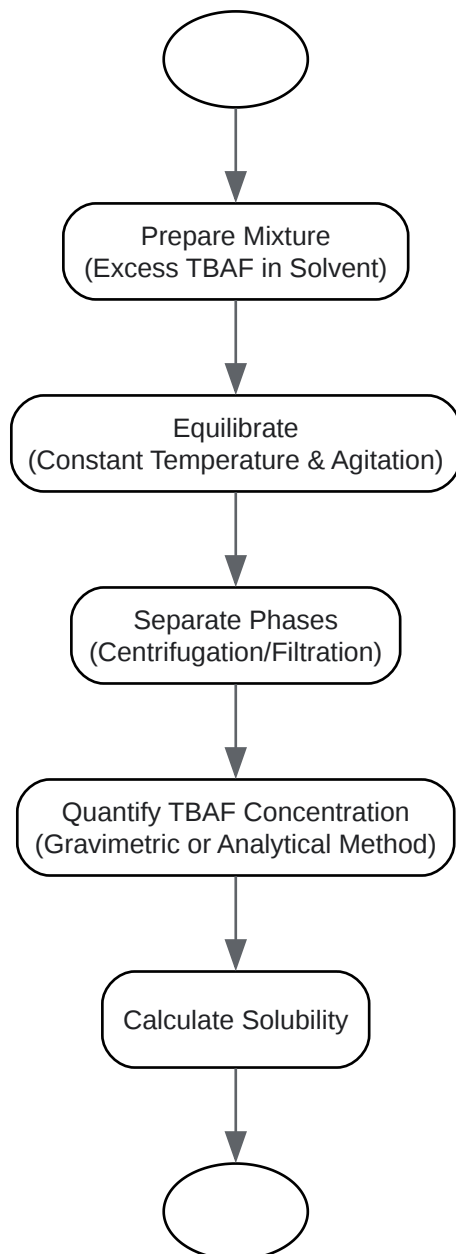 Prepare Mixture
(Excess TBAF in Solvent)
Equilibrate
(Constant Temperature & Agitation)
Separate Phases
(Centrifugation/Filtration)
Quantify TBAF Concentration
(Gravimetric or Analytical Method)
Calculate Solubility